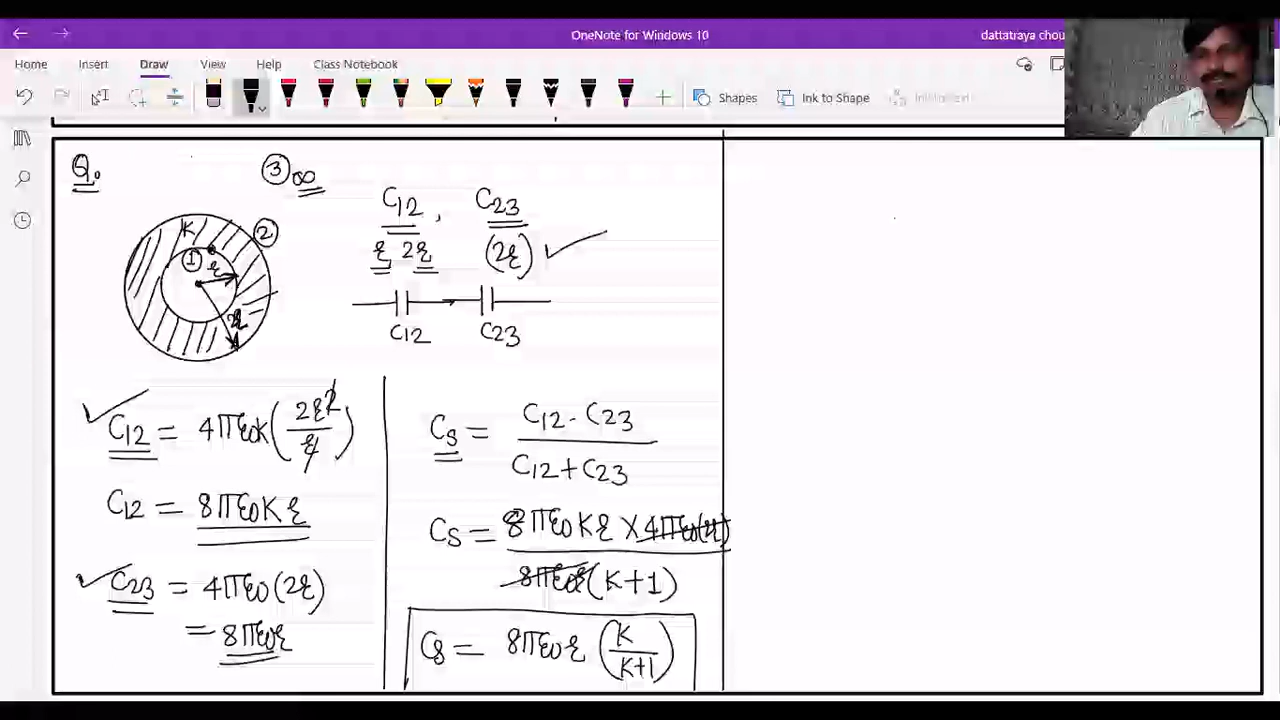 OneNote for Windows 10
dattatraya chou
Home Insert Draw View Help Class Notebook
Shapes Ink to Shape
Q.
③ ∞
K ②
① r
2r
C12 , C23
r 2r (2r) ✓
C12 C23
✓ C12 = 4πε0K(2r²/r)
C12 = 8πε0Kr
✓ C23 = 4πε0(2r)
= 8πε0r
Cs = C12 - C23 / C12 + C23
Cs = 8πε0Kr × 4πε0(2r) / 8πε0r(K+1)
Cs = 8πε0r (K/K+1)